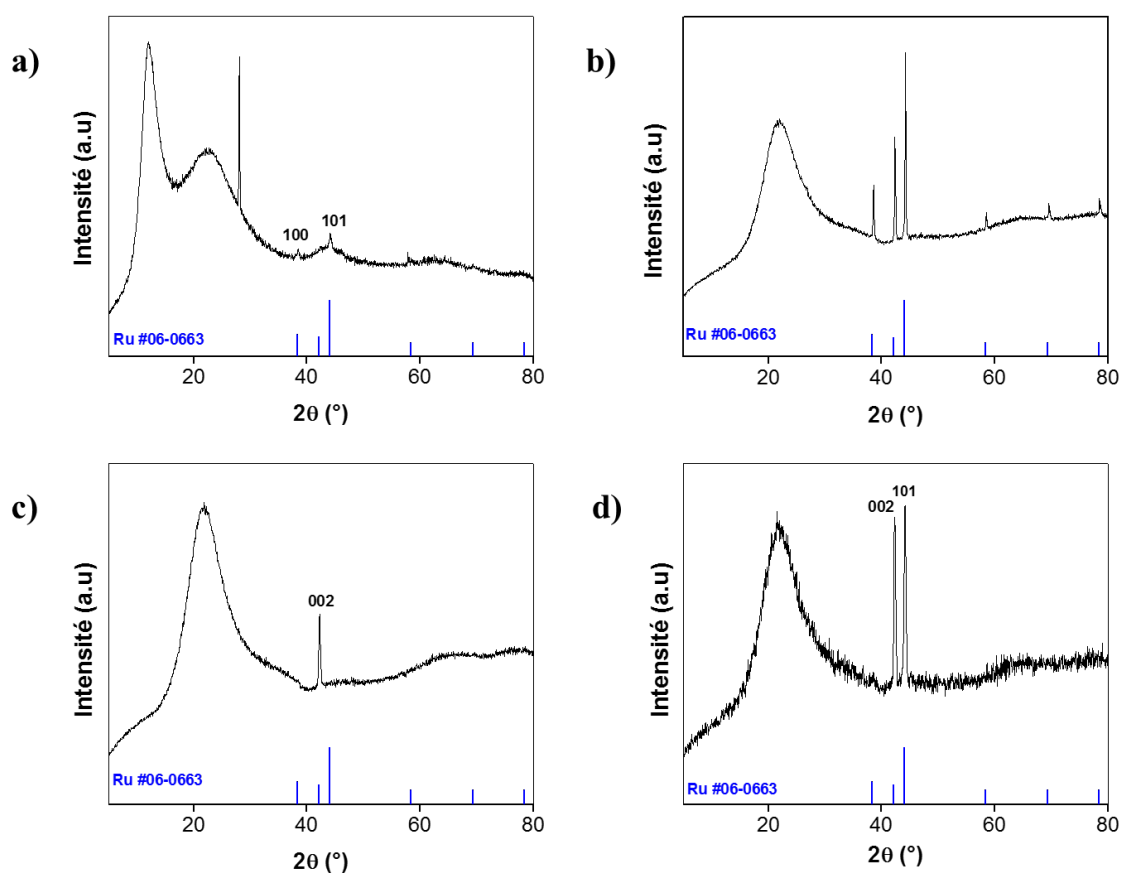 a)
Intensité (a.u)
100
101
Ru #06-0663
20
40
60
80
2θ (°)
b)
Intensité (a.u)
Ru #06-0663
20
40
60
80
2θ (°)
c)
Intensité (a.u)
002
Ru #06-0663
20
40
60
80
2θ (°)
d)
Intensité (a.u)
002
101
Ru #06-0663
20
40
60
80
2θ (°)